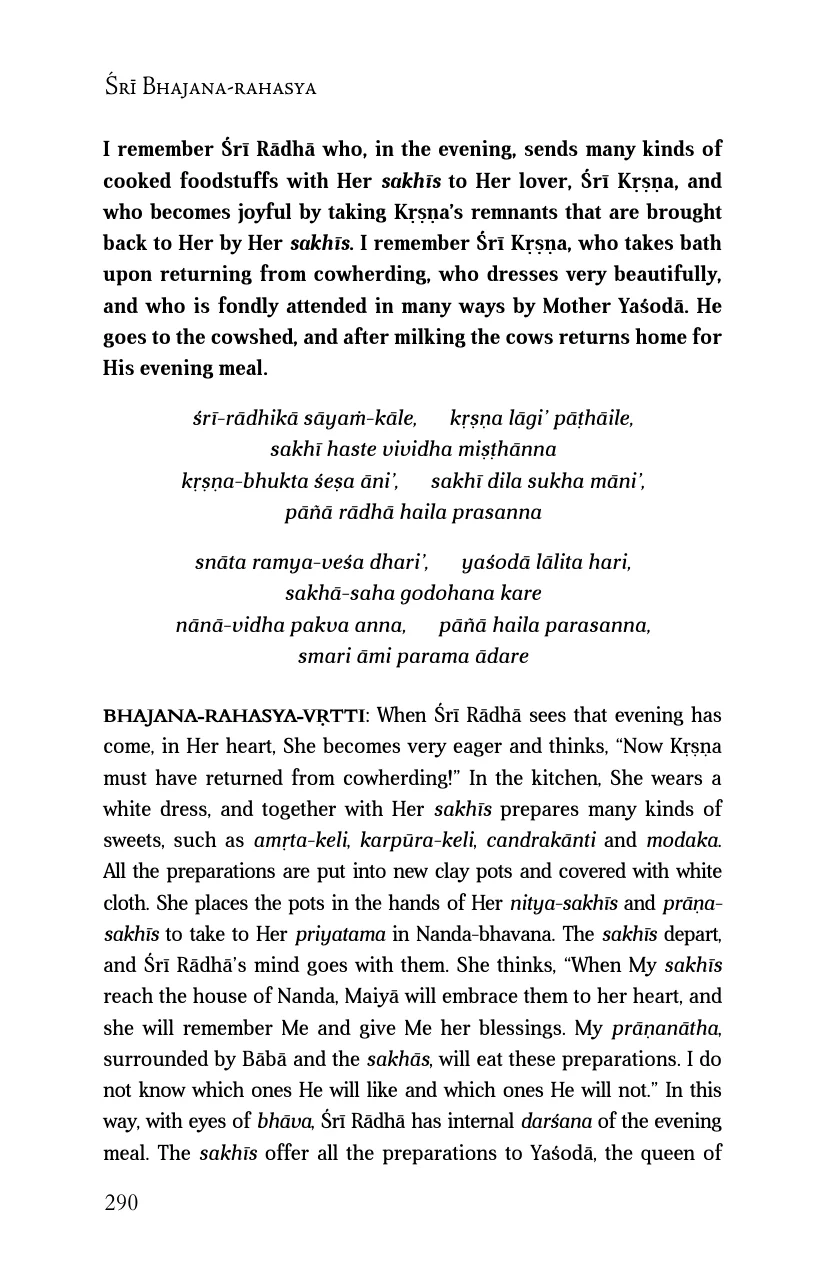 Śrī Bhajana-rahasya
I remember Śrī Rādhā who, in the evening, sends many kinds of
cooked foodstuffs with Her sakhīs to Her lover, Śrī Kṛṣṇa, and
who becomes joyful by taking Kṛṣṇa’s remnants that are brought
back to Her by Her sakhīs. I remember Śrī Kṛṣṇa, who takes bath
upon returning from cowherding, who dresses very beautifully,
and who is fondly attended in many ways by Mother Yaśodā. He
goes to the cowshed, and after milking the cows returns home for
His evening meal.
śrī-rādhikā sāyaṁ-kāle, kṛṣṇa lāgi’ pāṭhāile,
sakhī haste vividha miṣṭhānna
kṛṣṇa-bhukta śeṣa āni’, sakhī dila sukha māni’,
pāñā rādhā haila prasanna
snāta ramya-veśa dhari’, yaśodā lālita hari,
sakhā-saha godohana kare
nānā-vidha pakva anna, pāñā haila parasanna,
smari āmi parama ādare
BHAJANA-RAHASYA-VṚTTI: When Śrī Rādhā sees that evening has
come, in Her heart, She becomes very eager and thinks, “Now Kṛṣṇa
must have returned from cowherding!” In the kitchen, She wears a
white dress, and together with Her sakhīs prepares many kinds of
sweets, such as amṛta-keli, karpūra-keli, candrakānti and modaka.
All the preparations are put into new clay pots and covered with white
cloth. She places the pots in the hands of Her nitya-sakhīs and prāṇa-
sakhīs to take to Her priyatama in Nanda-bhavana. The sakhīs depart,
and Śrī Rādhā’s mind goes with them. She thinks, “When My sakhīs
reach the house of Nanda, Maiyā will embrace them to her heart, and
she will remember Me and give Me her blessings. My prāṇanātha,
surrounded by Bābā and the sakhās, will eat these preparations. I do
not know which ones He will like and which ones He will not.” In this
way, with eyes of bhāva, Śrī Rādhā has internal darśana of the evening
meal. The sakhīs offer all the preparations to Yaśodā, the queen of
290